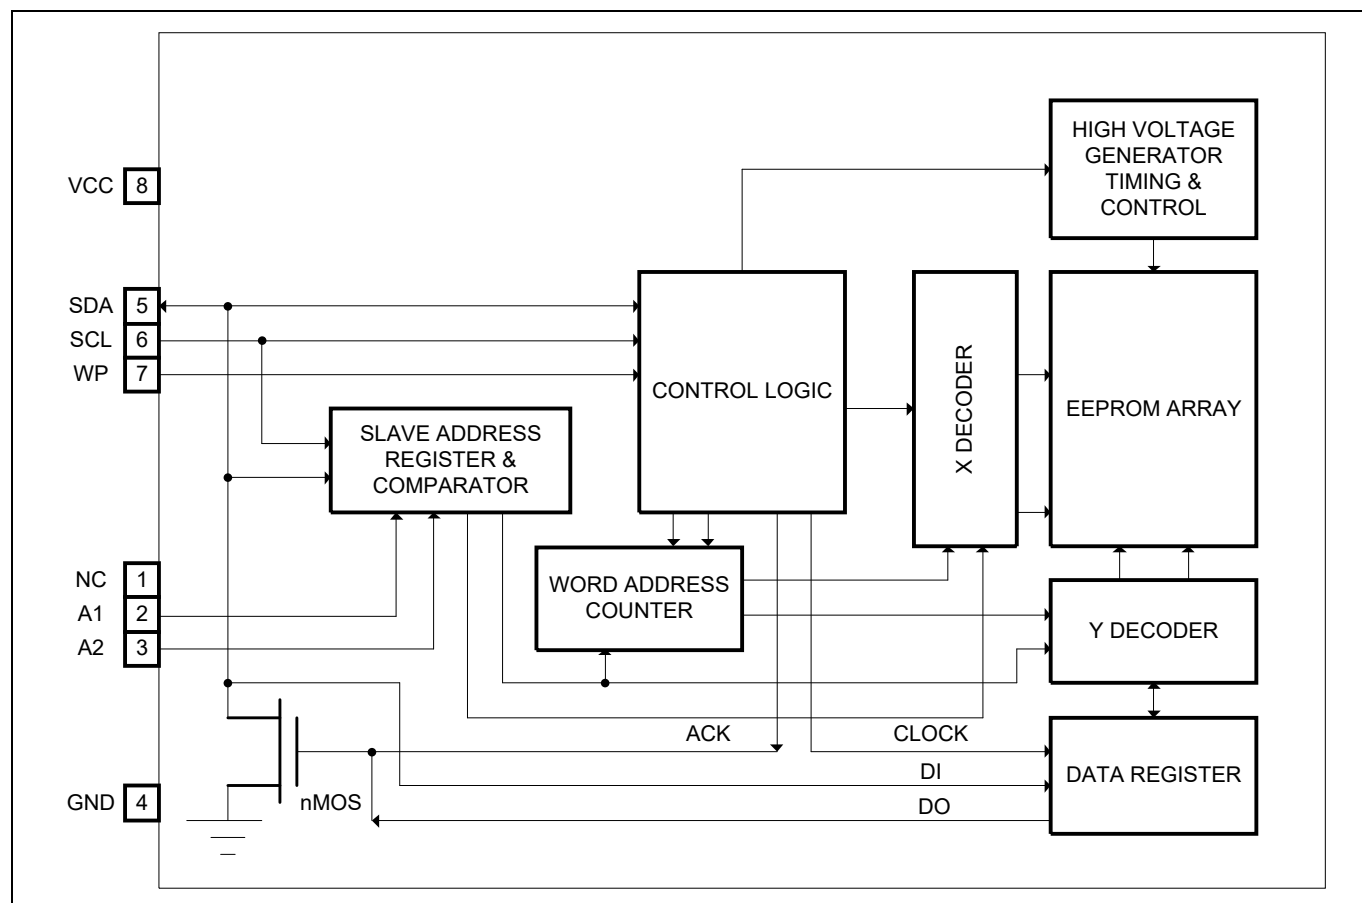 HIGH VOLTAGE
GENERATOR
TIMING &
CONTROL
VCC 8
SDA 5
SCL 6
WP 7
CONTROL LOGIC
X DECODER
EEPROM ARRAY
SLAVE ADDRESS
REGISTER &
COMPARATOR
NC 1
A1 2
A2 3
WORD ADDRESS
COUNTER
Y DECODER
ACK
CLOCK
DI
DO
DATA REGISTER
GND 4
nMOS